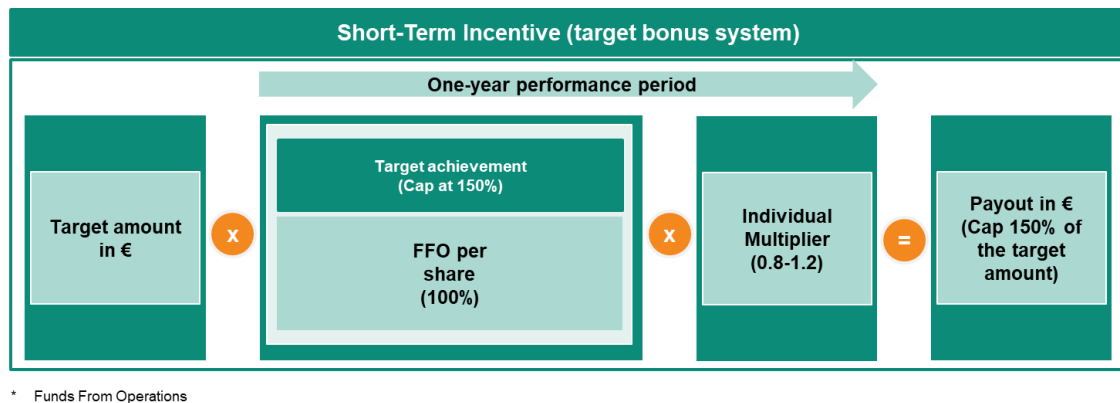 Short-Term Incentive (target bonus system)
One-year performance period
Target amount
in €
x
Target achievement
(Cap at 150%)
FFO per
share
(100%)
x
Individual
Multiplier
(0.8-1.2)
=
Payout in €
(Cap 150% of
the target
amount)
* Funds From Operations